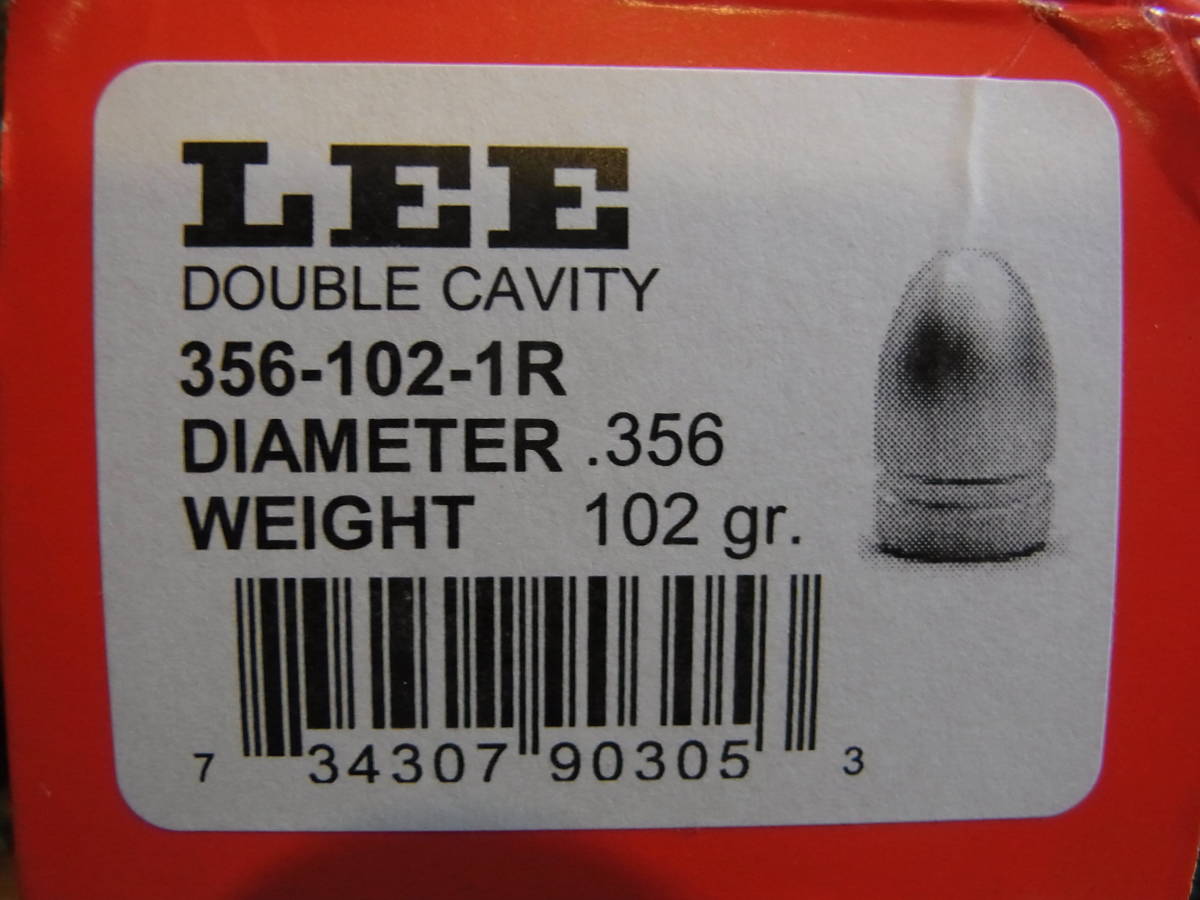 LEE
DOUBLE CAVITY
356-102-1R
DIAMETER .356
WEIGHT 102 gr.
7 34307 90305 3